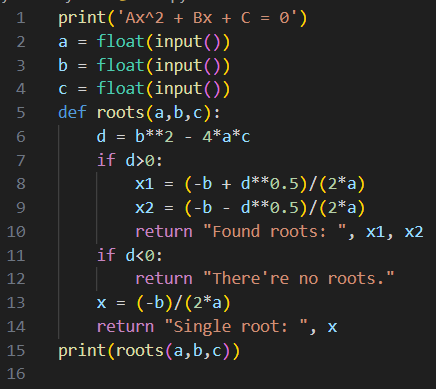 1 print('Ax^2 + Bx + C = 0')
2 a = float(input())
3 b = float(input())
4 c = float(input())
5 def roots(a,b,c):
6     d = b**2 - 4*a*c
7     if d>0:
8         x1 = (-b + d**0.5)/(2*a)
9         x2 = (-b - d**0.5)/(2*a)
10         return "Found roots: ", x1, x2
11     if d<0:
12         return "There're no roots."
13     x = (-b)/(2*a)
14     return "Single root: ", x
15 print(roots(a,b,c))
16